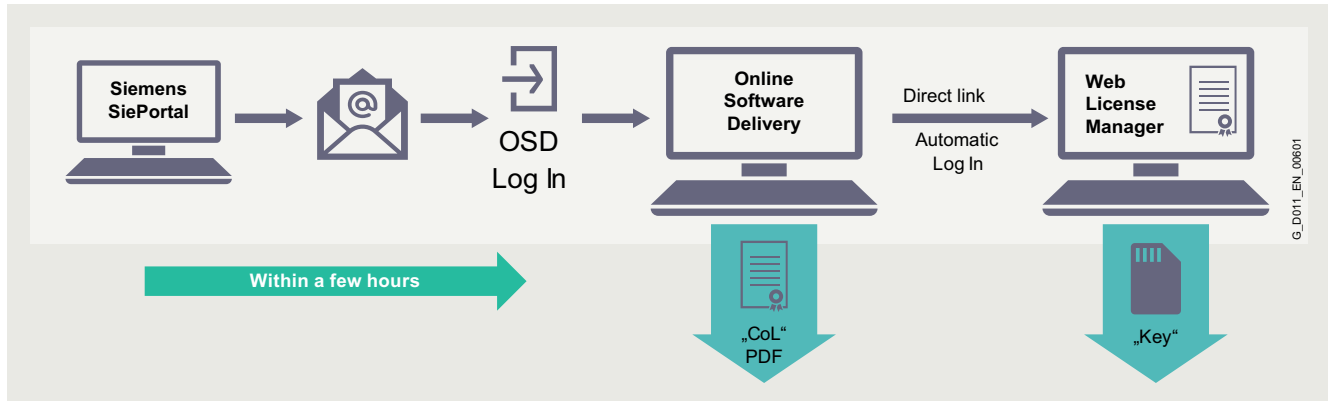 Siemens
SiePortal
@
OSD
Log In
Online
Software
Delivery
Direct link
Automatic
Log In
Web
License
Manager
G_D011_EN_00601
Within a few hours
„CoL“
PDF
„Key“